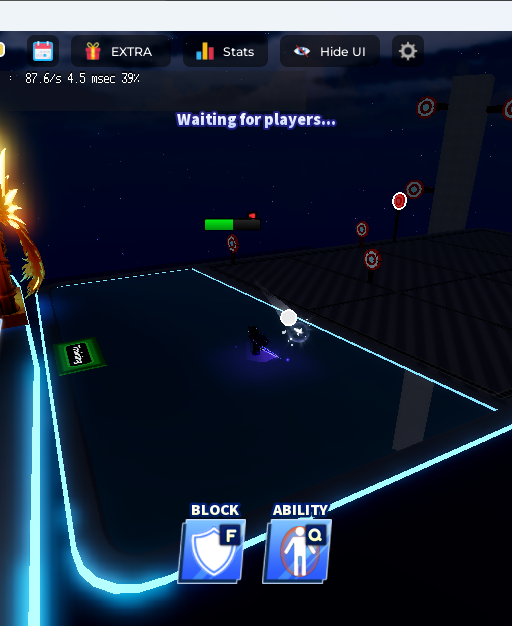 EXTRA
Stats
Hide UI
: 87.6/s 4.5 msec 39%
Waiting for players...
BLOCK
ABILITY
F
Q